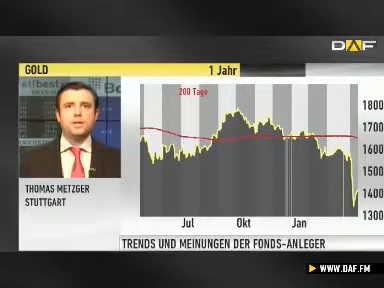 DAF
GOLD
1 Jahr
200 Tage
1800
1700
1600
1500
1400
1300
Jul
Okt
Jan
THOMAS METZGER
STUTTGART
TRENDS UND MEINUNGEN DER FONDS-ANLEGER
WWW.DAF.FM